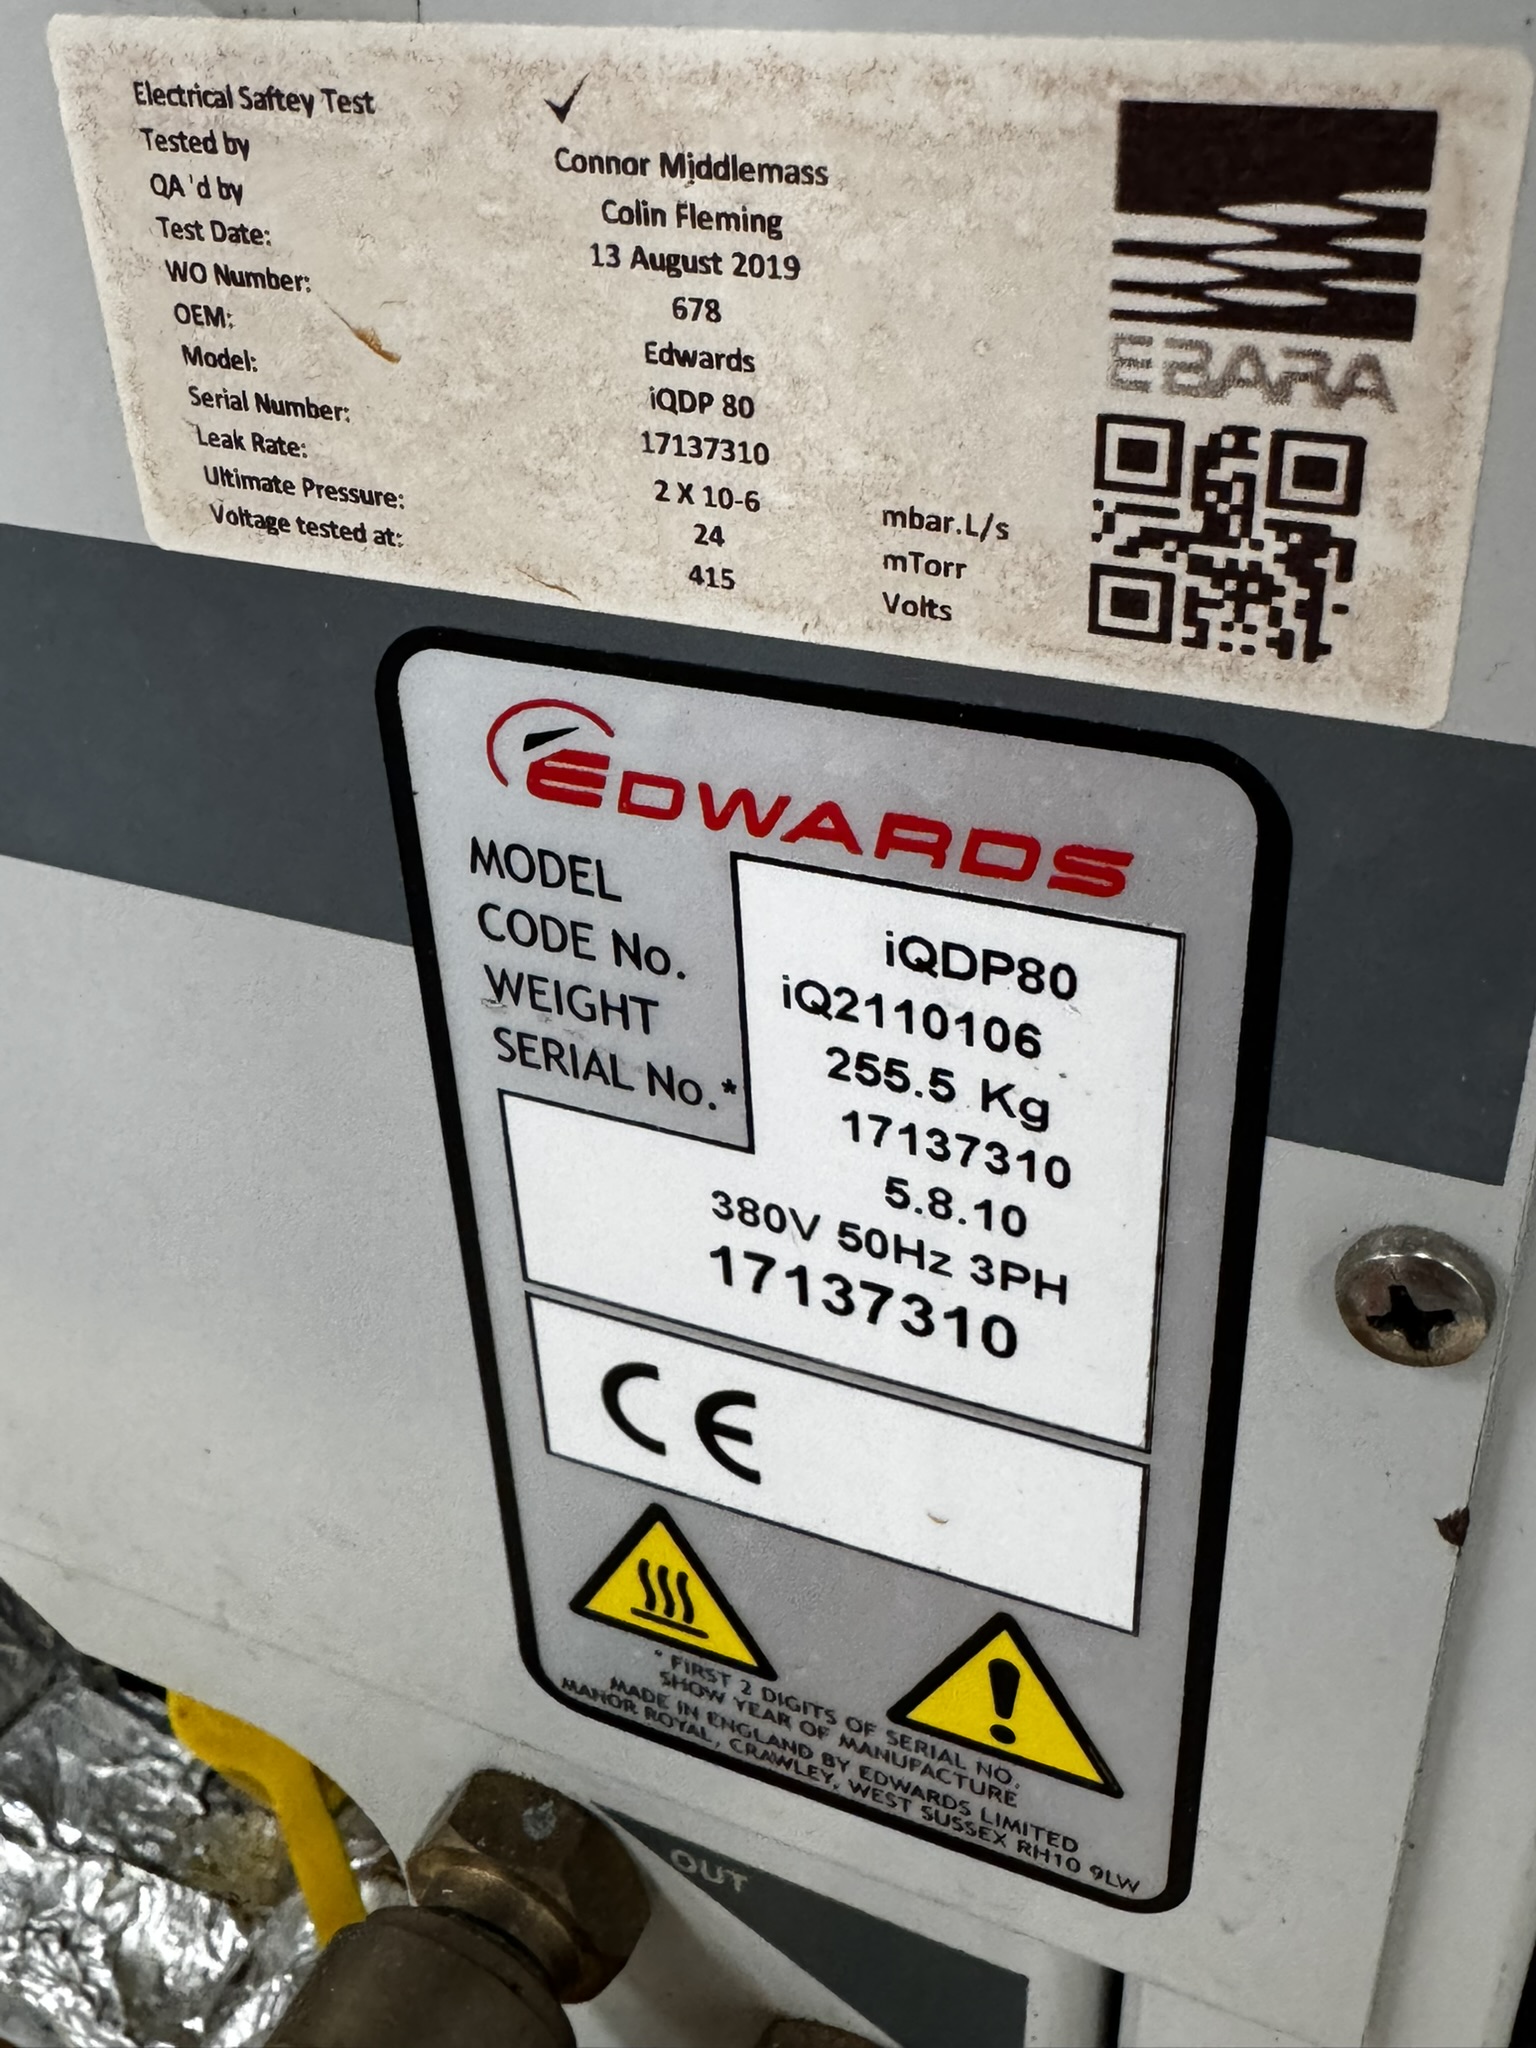 Electrical Saftey Test ✓
Tested by Connor Middlemass
QA'd by Colin Fleming
Test Date: 13 August 2019
WO Number: 678
OEM: Edwards
Model: iQDP 80
Serial Number: 17137310
Leak Rate: 2 X 10-6 mbar.L/s
Ultimate Pressure: 24 mTorr
Voltage tested at: 415 Volts
EBARA
EDWARDS
MODEL iQDP80
CODE No. iQ2110106
WEIGHT 255.5 Kg
SERIAL No.* 17137310
5.8.10
380V 50Hz 3PH
17137310
CE
* FIRST 2 DIGITS OF SERIAL NO.
SHOW YEAR OF MANUFACTURE
MADE IN ENGLAND BY EDWARDS LIMITED
MANOR ROYAL, CRAWLEY, WEST SUSSEX RH10 9LW
OUT